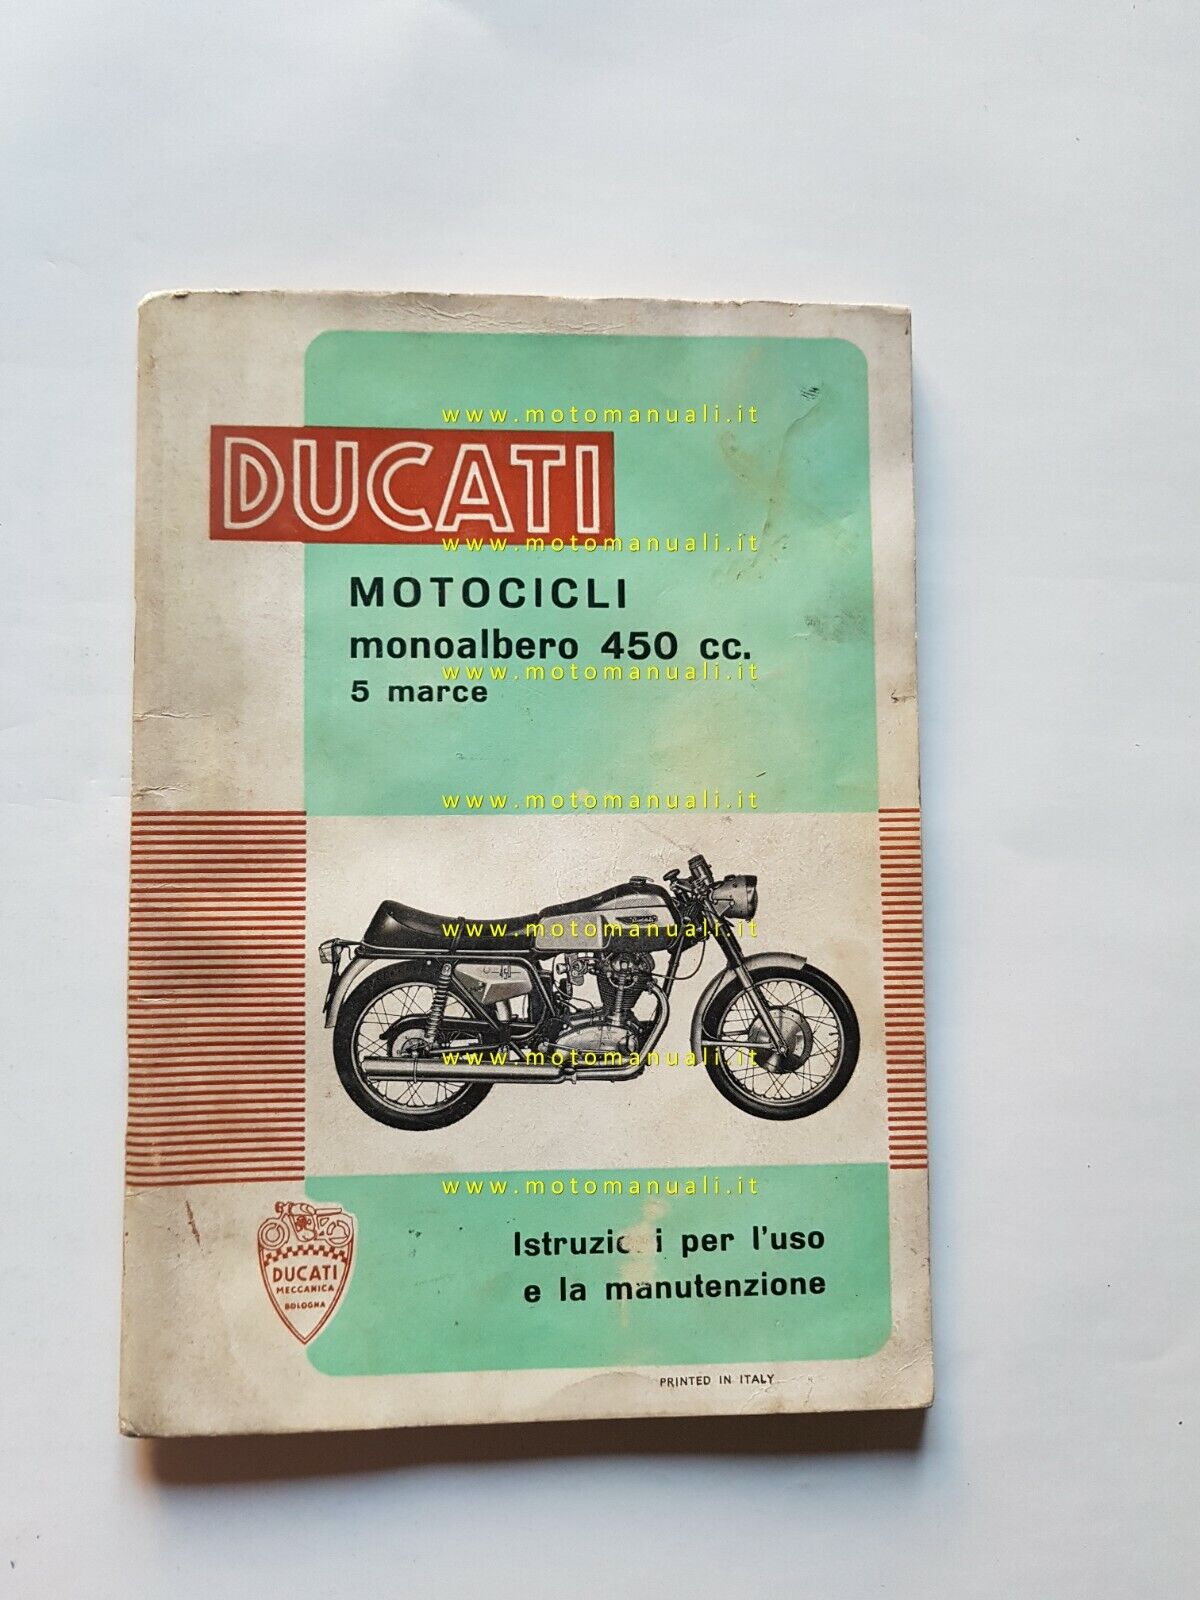 www.motomanuali.it
DUCATI
www.motomanuali.it
MOTOCICLI
monoalbero 450 cc.
www.motomanuali.it
5 marce
www.motomanuali.it
www.motomanuali.it
www.motomanuali.it
www.motomanuali.it
Istruzi i per l'uso
e la manutenzione
DUCATI
MECCANICA
BOLOGNA
PRINTED IN ITALY